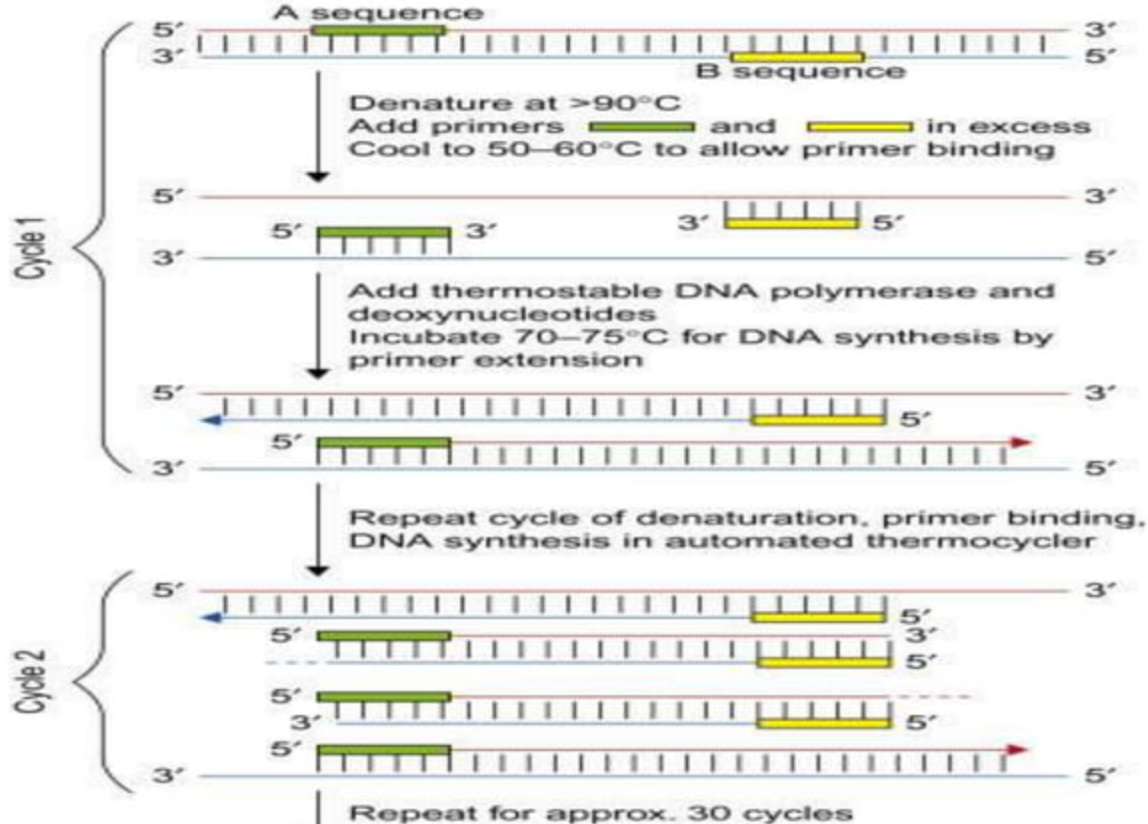 A sequence
5′ 3′
3′ 5′
B sequence
Denature at >90°C
Add primers and in excess
Cool to 50–60°C to allow primer binding
Cycle 1
5′ 3′
3′ 5′
5′ 3′
3′ 5′
Add thermostable DNA polymerase and
deoxynucleotides
Incubate 70–75°C for DNA synthesis by
primer extension
5′ 3′
5′
5′
3′ 5′
Repeat cycle of denaturation, primer binding,
DNA synthesis in automated thermocycler
Cycle 2
5′ 3′
5′
5′ 3′
5′
5′
3′ 5′
5′
3′ 5′
Repeat for approx. 30 cycles